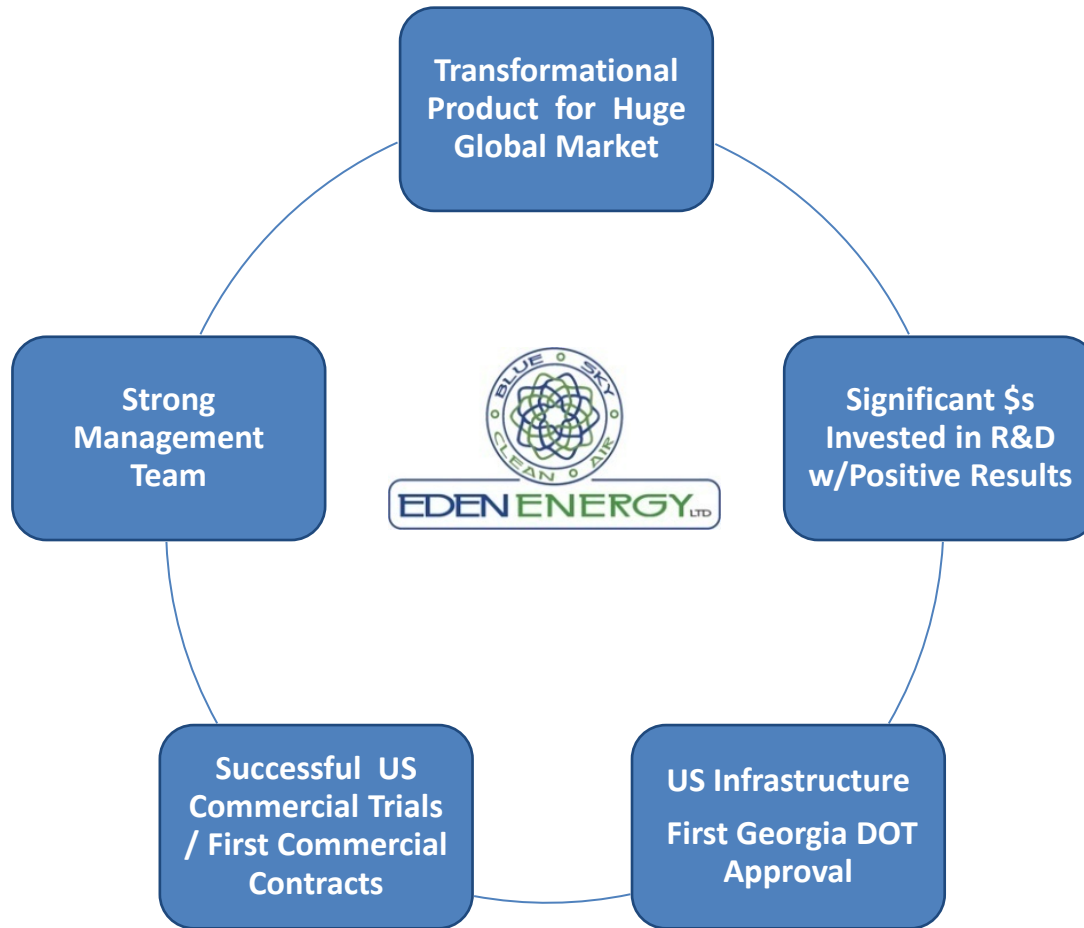 Transformational
Product for Huge
Global Market
Strong
Management
Team
BLUE SKY
CLEAN AIR
EDEN ENERGY LTD
Significant $s
Invested in R&D
w/Positive Results
Successful US
Commercial Trials
/ First Commercial
Contracts
US Infrastructure
First Georgia DOT
Approval